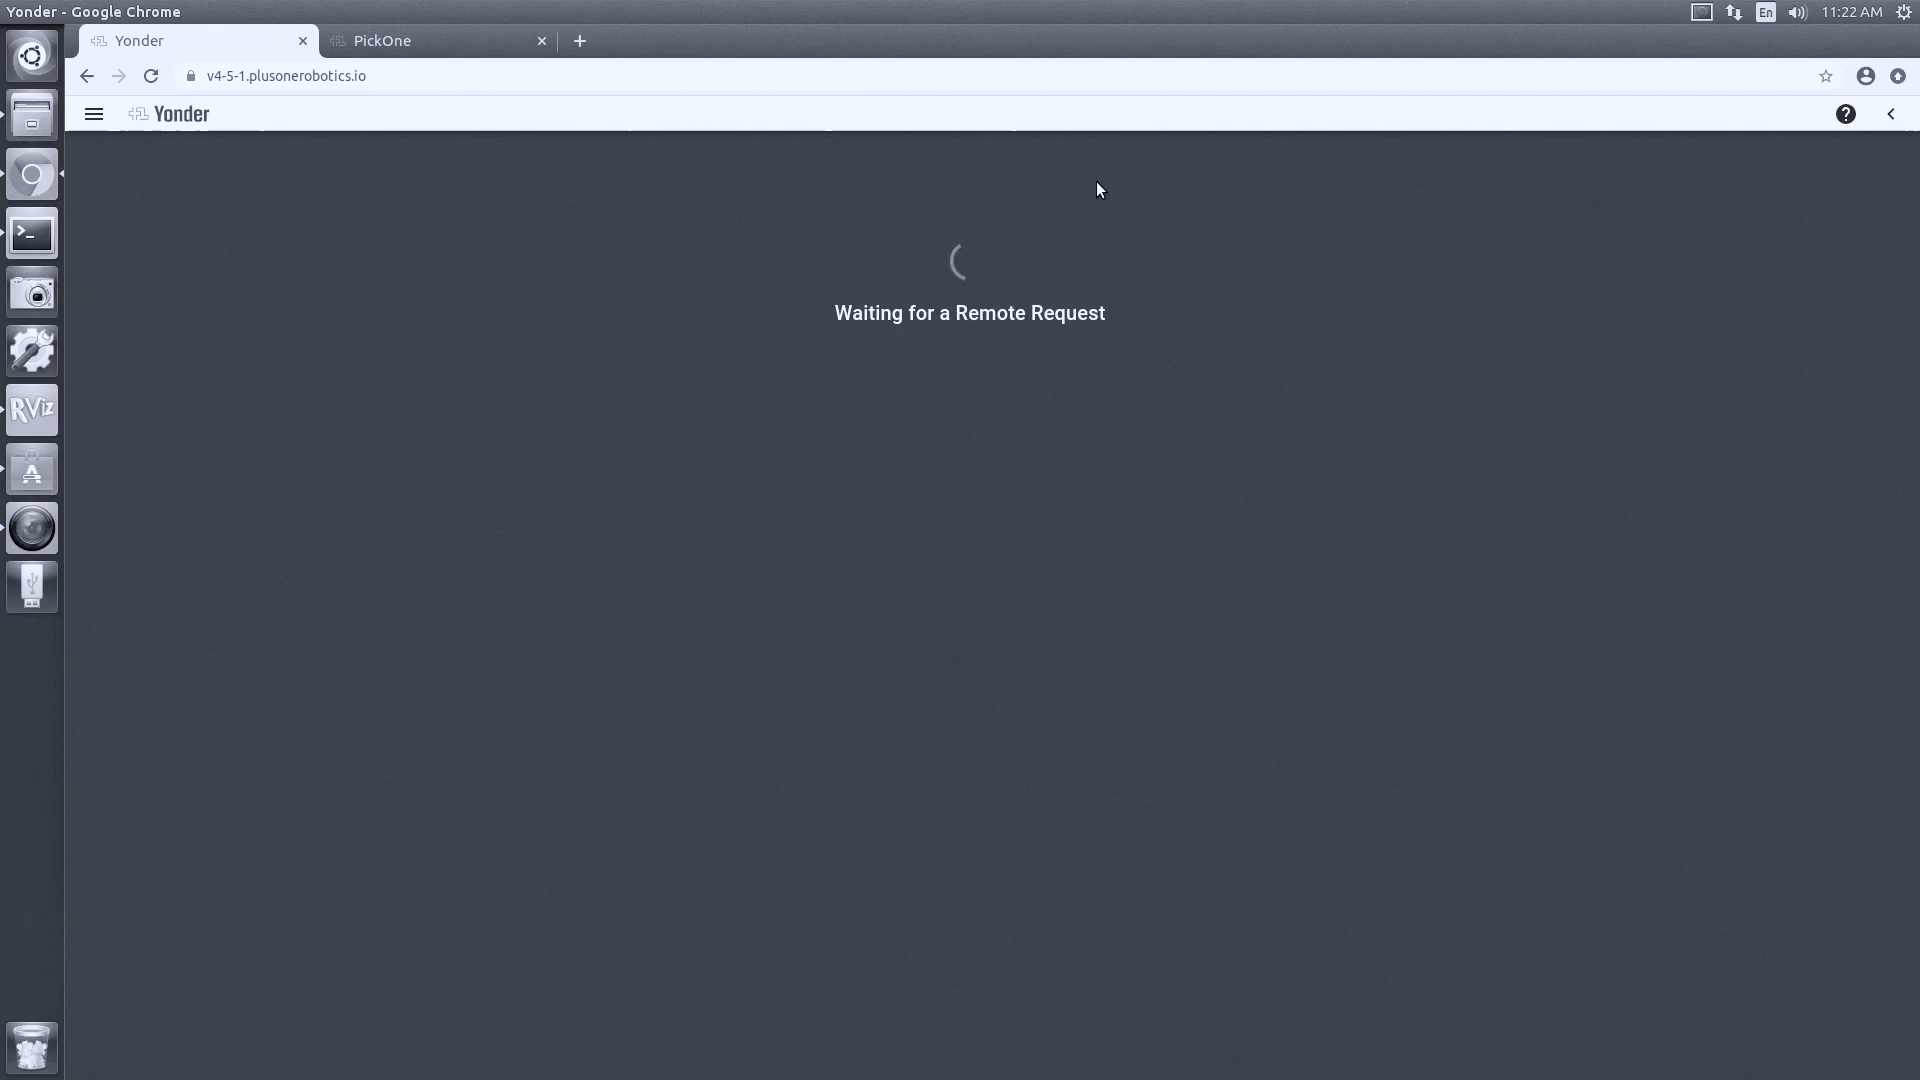 Yonder - Google Chrome
En
11:22 AM
Yonder
PickOne
v4-5-1.plusonerobotics.io
Yonder
Waiting for a Remote Request
RViz